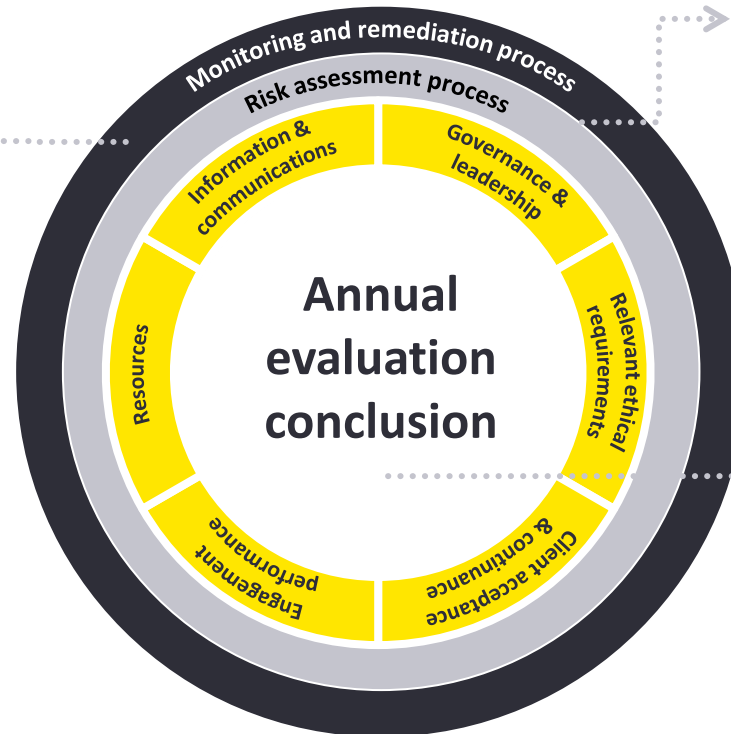 Monitoring and remediation process
Risk assessment process
Information &
communications
Governance &
leadership
Resources
Annual
evaluation
conclusion
Relevant ethical
requirements
Engagement
performance
Client acceptance
& continuance